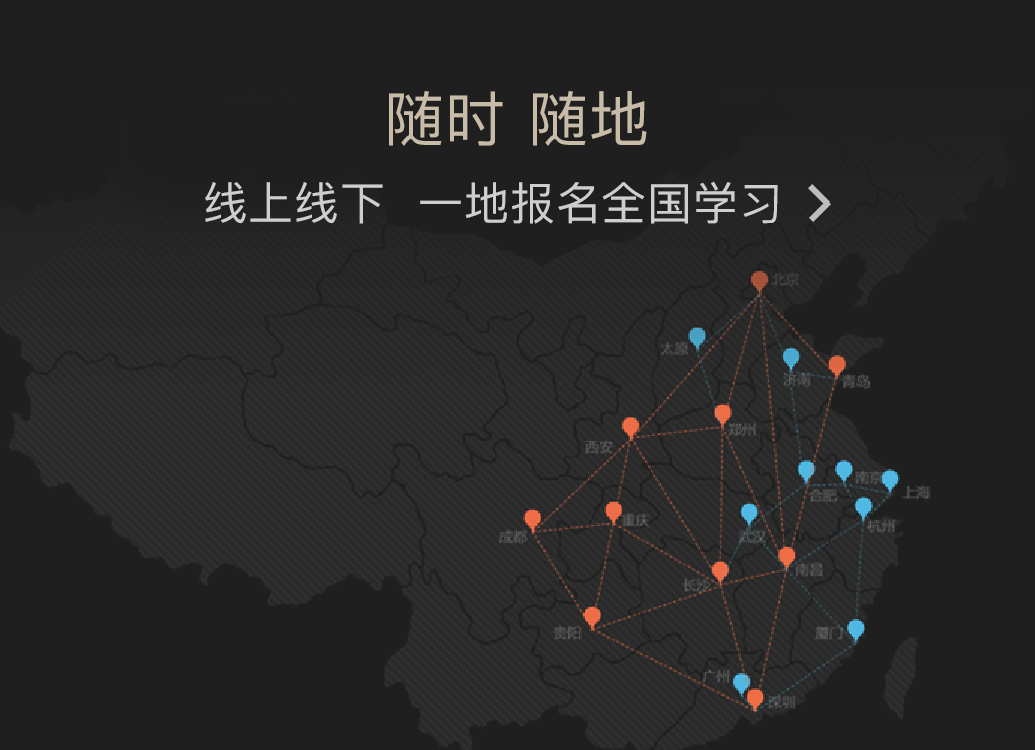 随时 随地
线上线下 一地报名全国学习
北京
太原
济南
青岛
郑州
西安
南京
上海
合肥
重庆
杭州
成都
武汉
南昌
长沙
贵阳
厦门
广州
深圳